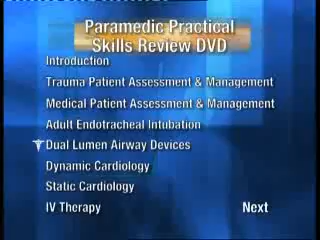 Paramedic Practical
Skills Review DVD
Introduction
Trauma Patient Assessment & Management
Medical Patient Assessment & Management
Adult Endotracheal Intubation
Dual Lumen Airway Devices
Dynamic Cardiology
Static Cardiology
IV Therapy
Next